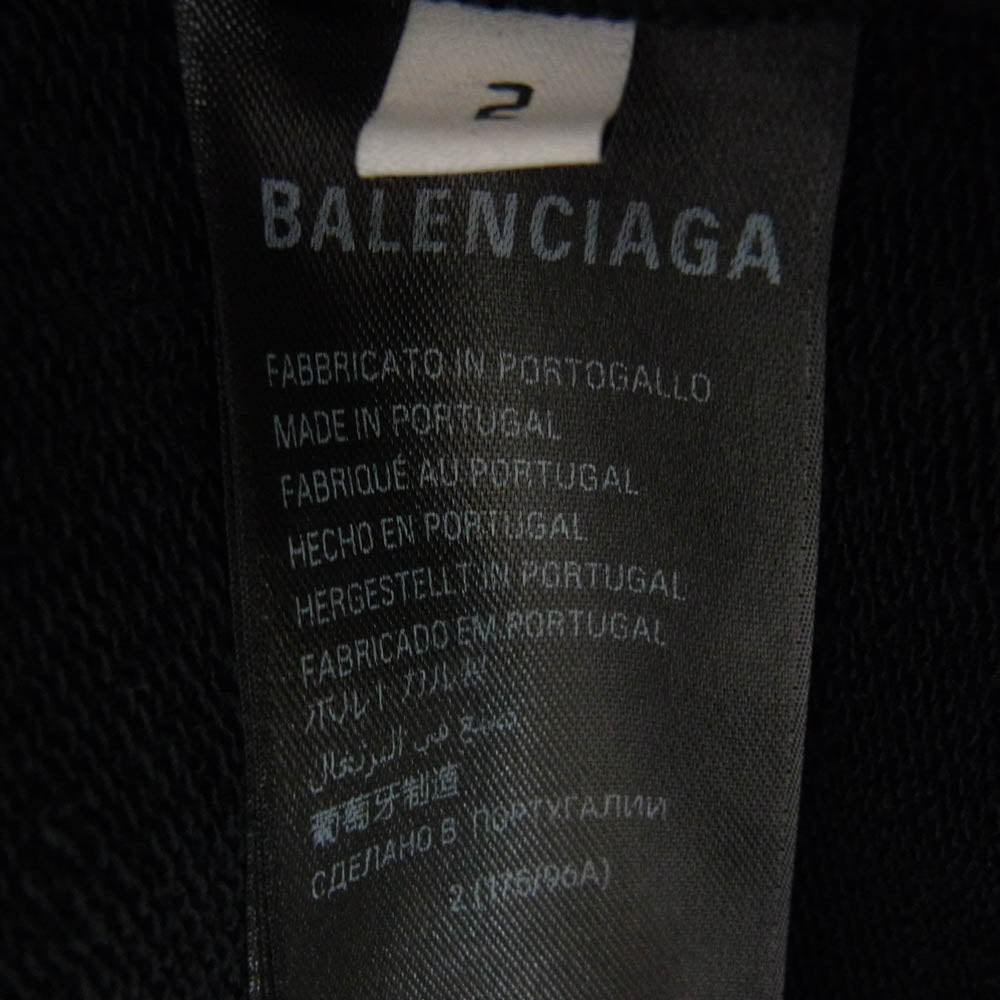 2
BALENCIAGA
FABBRICATO IN PORTOGALLO
MADE IN PORTUGAL
FABRIQUÉ AU PORTUGAL
HECHO EN PORTUGAL
HERGESTELLT IN PORTUGAL
FABRICADO EM PORTUGAL
ポルトガル製
صنع في البرتغال
葡萄牙制造
СДЕЛАНО В ПОРТУГАЛИИ
2 (176/96A)